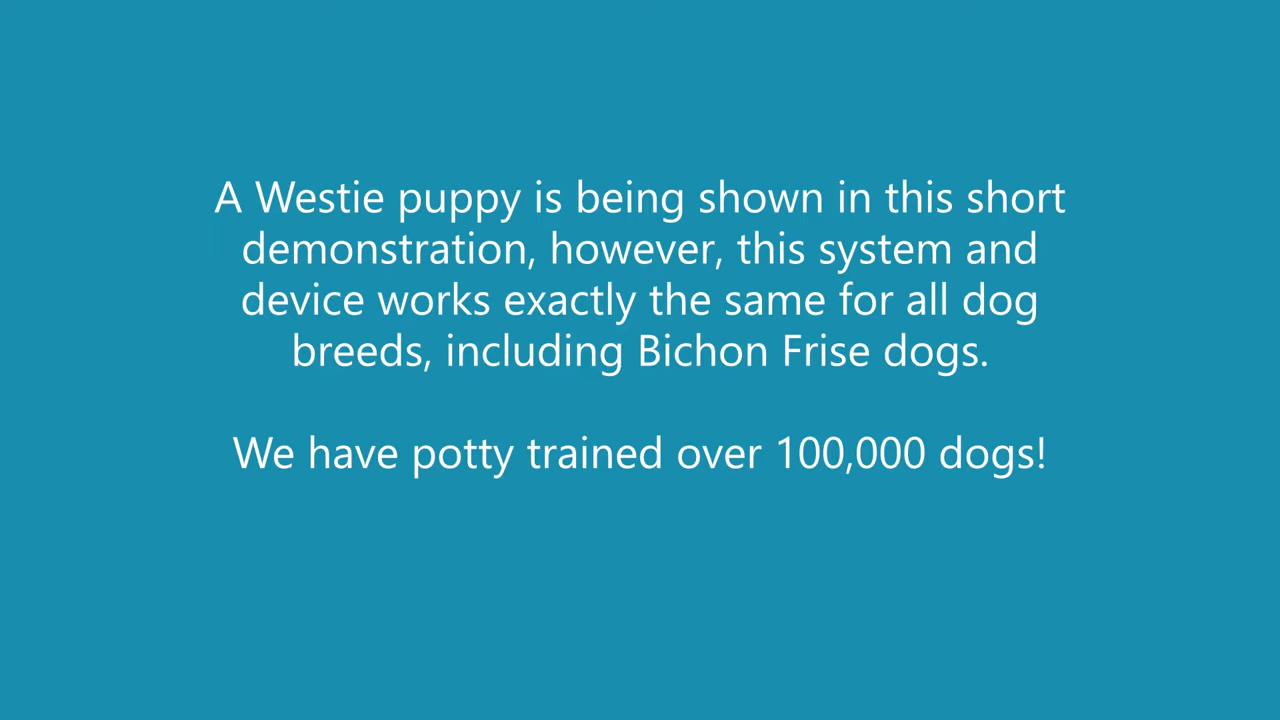 A Westie puppy is being shown in this short
demonstration, however, this system and
device works exactly the same for all dog
breeds, including Bichon Frise dogs.
We have potty trained over 100,000 dogs!